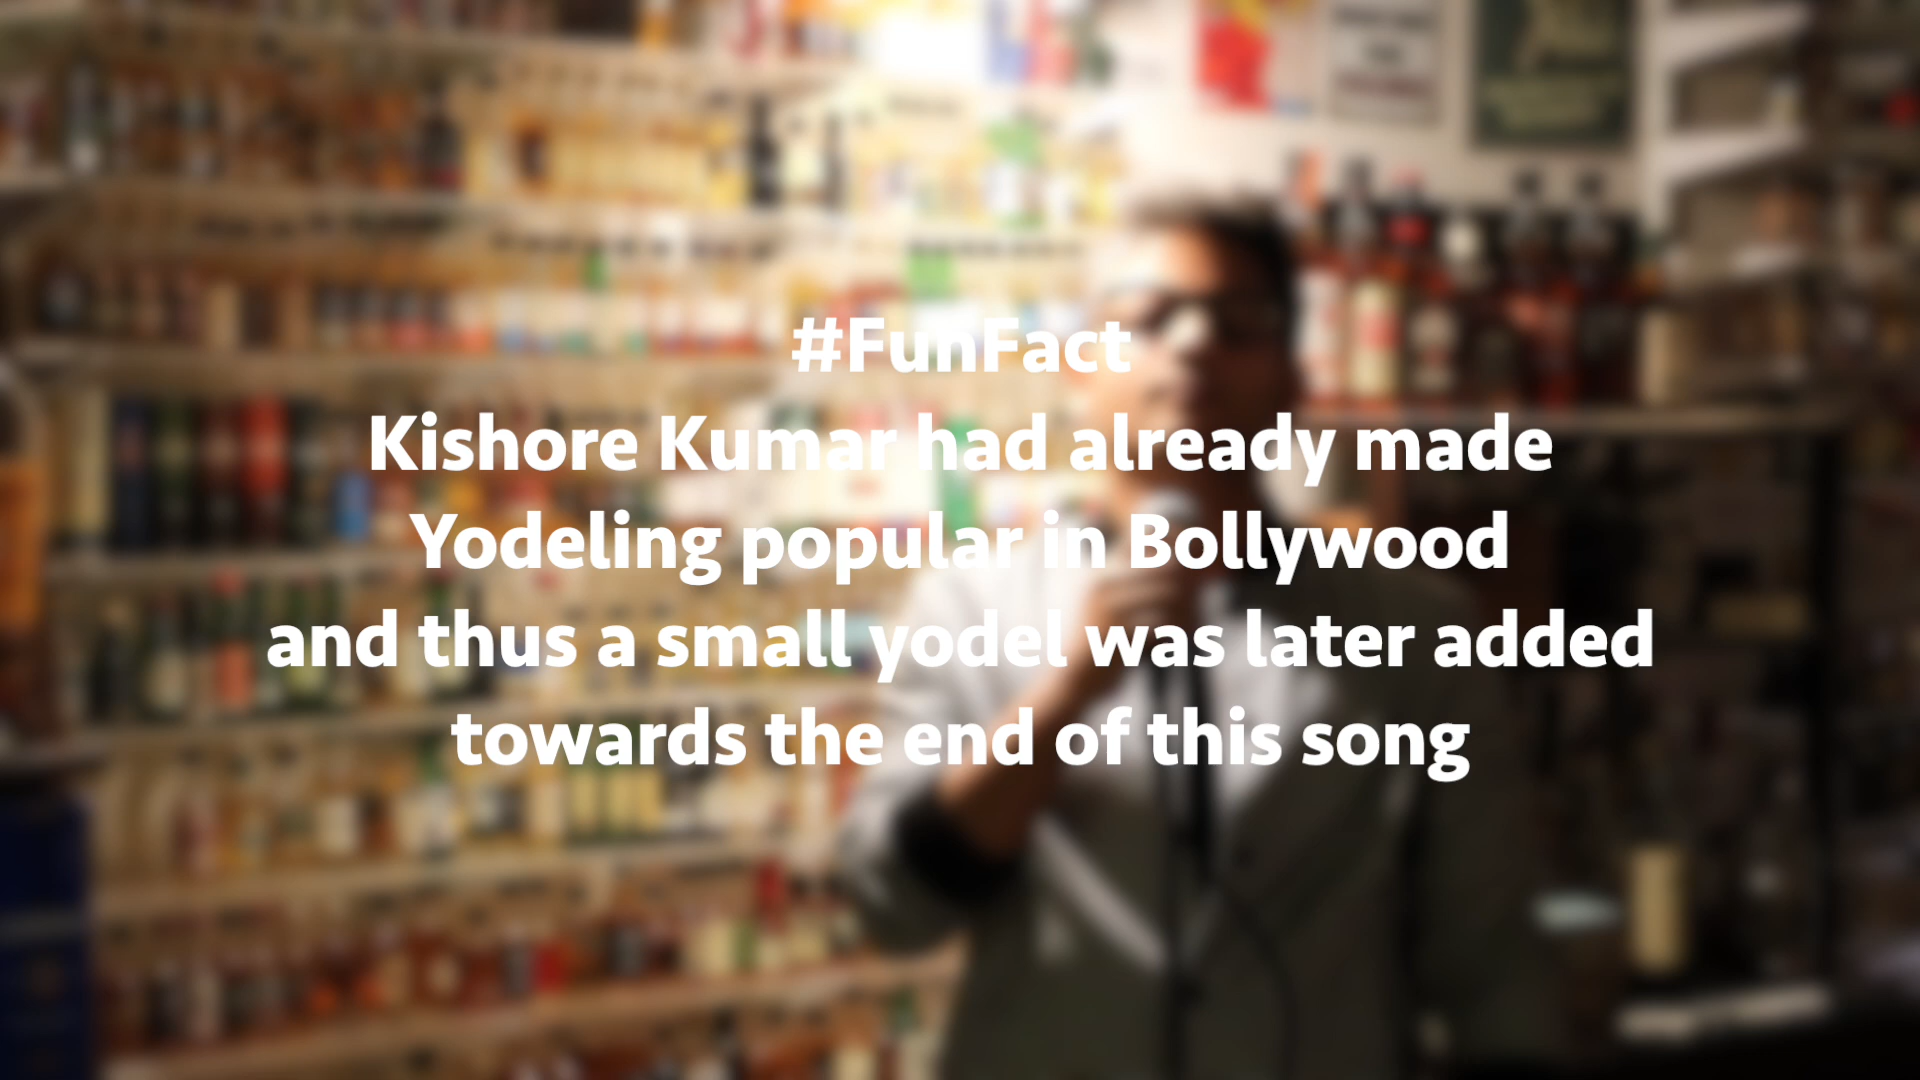 #FunFact
Kishore Kumar had already made
Yodeling popular in Bollywood
and thus a small yodel was later added
towards the end of this song